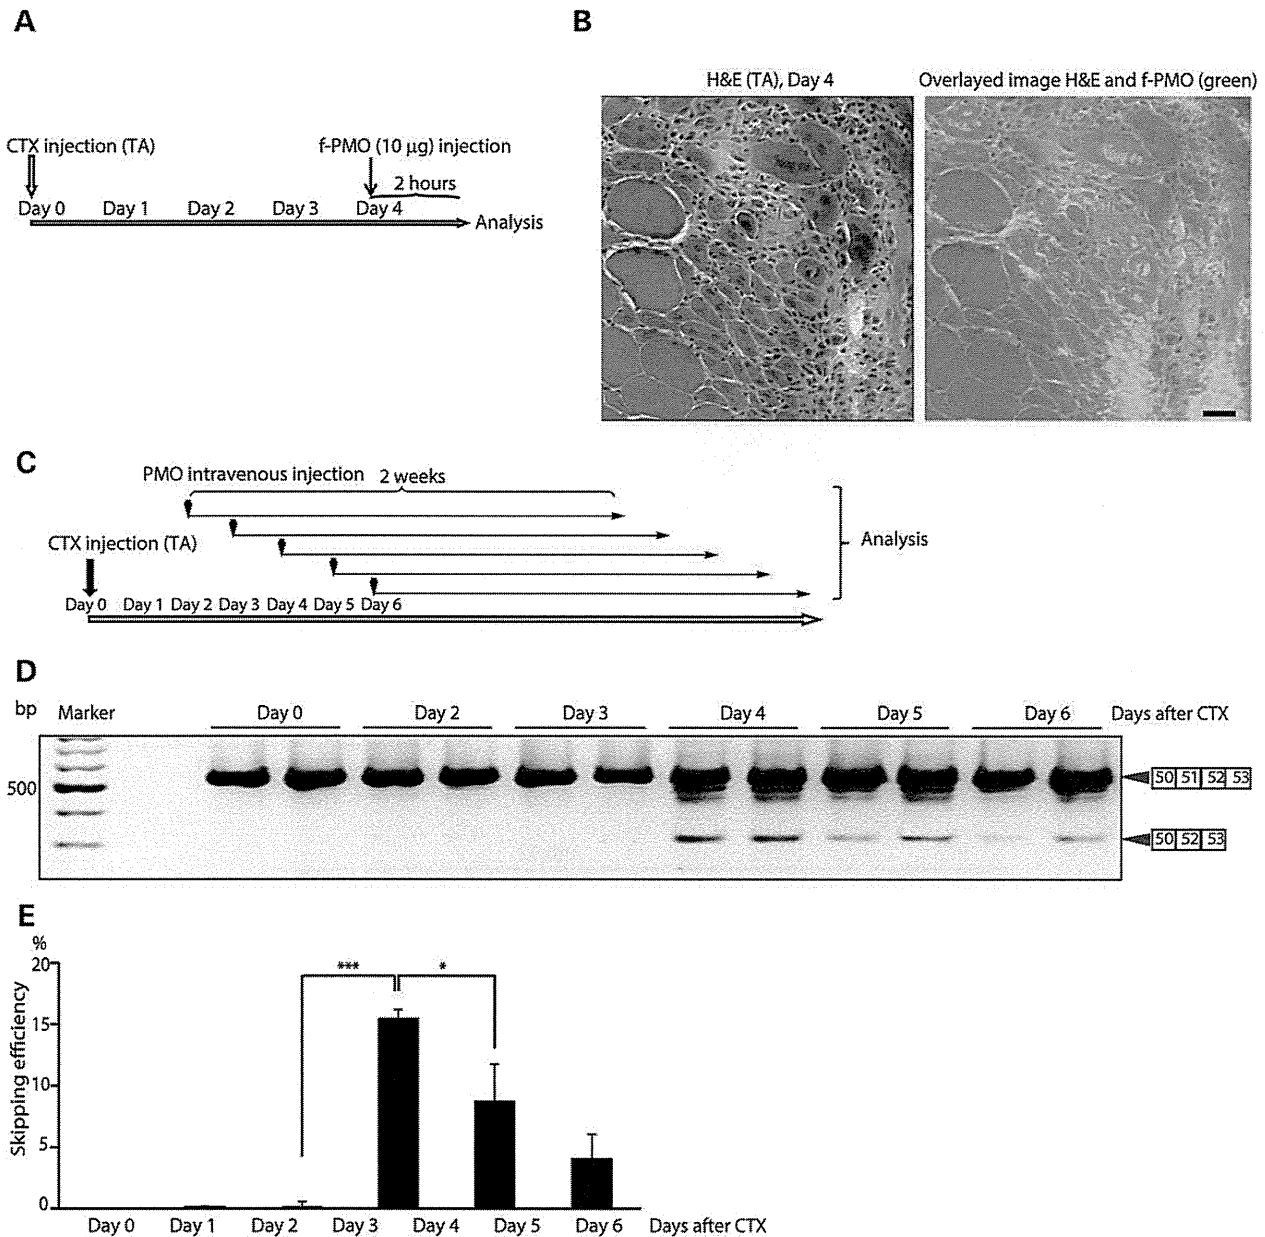 A
CTX injection (TA)
f-PMO (10 µg) injection
2 hours
Day 0 Day 1 Day 2 Day 3 Day 4
Analysis
B
H&E (TA), Day 4
Overlayed image H&E and f-PMO (green)
C
PMO intravenous injection 2 weeks
CTX injection (TA)
Analysis
Day 0 Day 1 Day 2 Day 3 Day 4 Day 5 Day 6
D
bp Marker Day 0 Day 2 Day 3 Day 4 Day 5 Day 6 Days after CTX
500
50 51 52 53
50 52 53
E
%
20
15
10
5
0
Skipping efficiency
*** *
Day 0 Day 1 Day 2 Day 3 Day 4 Day 5 Day 6 Days after CTX